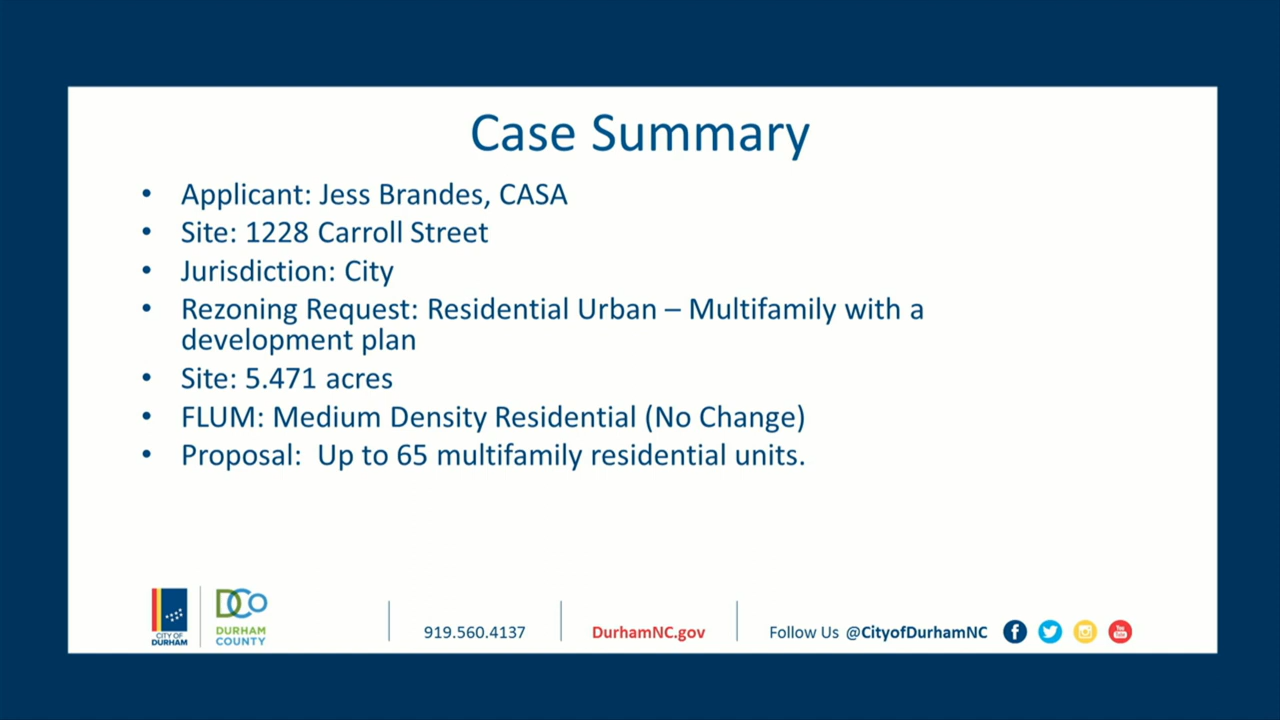 Case Summary
• Applicant: Jess Brandes, CASA
• Site: 1228 Carroll Street
• Jurisdiction: City
• Rezoning Request: Residential Urban – Multifamily with a
development plan
• Site: 5.471 acres
• FLUM: Medium Density Residential (No Change)
• Proposal:  Up to 65 multifamily residential units.
CITY OF
DURHAM
DCo
DURHAM
COUNTY
919.560.4137
DurhamNC.gov
Follow Us @CityofDurhamNC